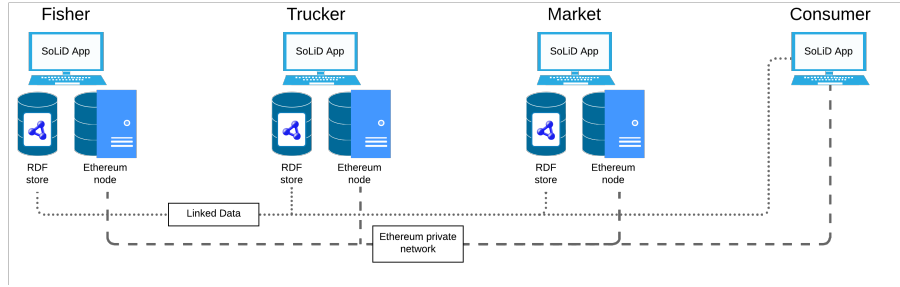 Fisher
Trucker
Market
Consumer
SoLiD App
SoLiD App
SoLiD App
SoLiD App
RDF
store
Ethereum
node
RDF
store
Ethereum
node
RDF
store
Ethereum
node
Linked Data
Ethereum private
network